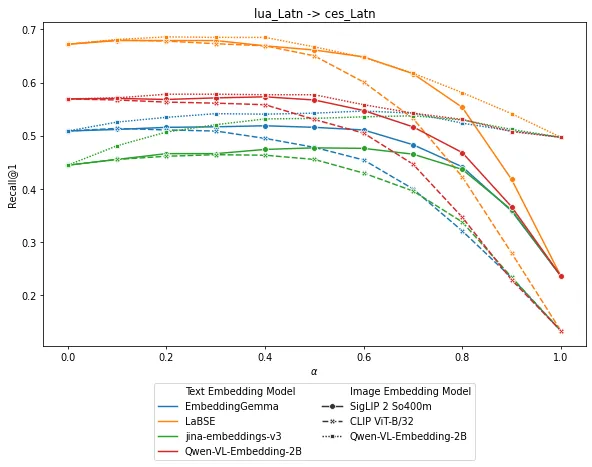 lua_Latn -> ces_Latn
Recall@1
0.7
0.6
0.5
0.4
0.3
0.2
0.0 0.2 0.4 0.6 0.8 1.0
α
Text Embedding Model Image Embedding Model
EmbeddingGemma SigLIP 2 So400m
LaBSE CLIP ViT-B/32
jina-embeddings-v3 Qwen-VL-Embedding-2B
Qwen-VL-Embedding-2B